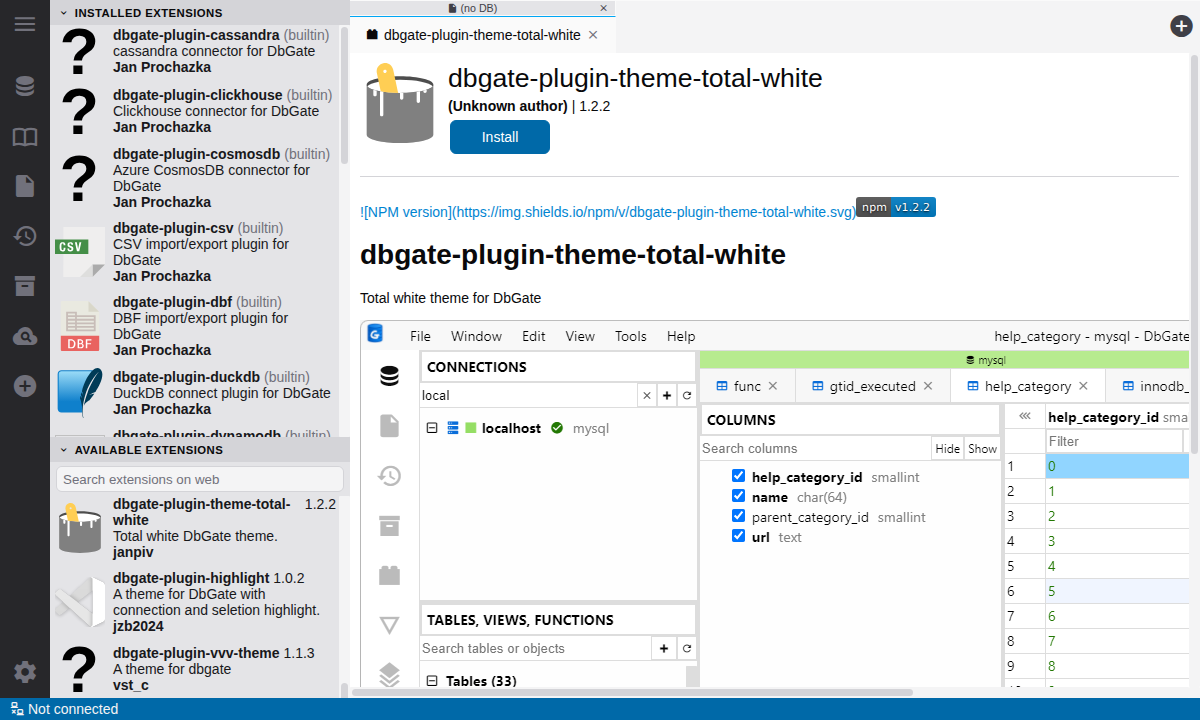 INSTALLED EXTENSIONS
dbgate-plugin-cassandra (builtin)
cassandra connector for DbGate
Jan Prochazka
dbgate-plugin-clickhouse (builtin)
Clickhouse connector for DbGate
Jan Prochazka
dbgate-plugin-cosmosdb (builtin)
Azure CosmosDB connector for
DbGate
Jan Prochazka
dbgate-plugin-csv (builtin)
CSV
CSV import/export plugin for
DbGate
Jan Prochazka
dbgate-plugin-dbf (builtin)
DBF
DBF import/export plugin for
DbGate
Jan Prochazka
dbgate-plugin-duckdb (builtin)
DuckDB connect plugin for DbGate
Jan Prochazka
dbgate-plugin-dynamodb (builtin)
AVAILABLE EXTENSIONS
Search extensions on web
dbgate-plugin-theme-total-white 1.2.2
Total white DbGate theme.
janpiv
dbgate-plugin-highlight 1.0.2
A theme for DbGate with
connection and seletion highlight.
jzb2024
dbgate-plugin-vvv-theme 1.1.3
A theme for dbgate
vst_c
Not connected
(no DB)
dbgate-plugin-theme-total-white
dbgate-plugin-theme-total-white
(Unknown author) | 1.2.2
Install
![NPM version](https://img.shields.io/npm/v/dbgate-plugin-theme-total-white.svg) npm v1.2.2
dbgate-plugin-theme-total-white
Total white theme for DbGate
File Window Edit View Tools Help help_category - mysql - DbGate
CONNECTIONS
local
localhost mysql
TABLES, VIEWS, FUNCTIONS
Search tables or objects
Tables (33)
mysql
func gtid_executed help_category innodb_
COLUMNS
Search columns Hide Show
help_category_id smallint
name char(64)
parent_category_id smallint
url text
help_category_id sma
Filter
1 0
2 1
3 2
4 3
5 4
6 5
7 6
8 7
9 8